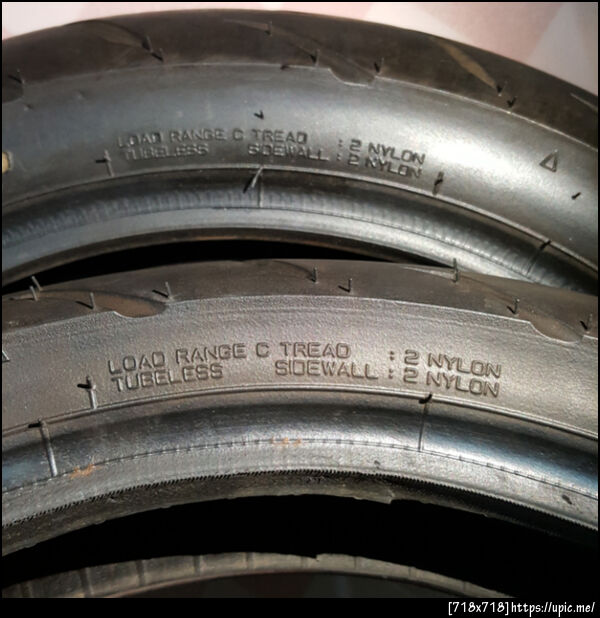 LOAD RANGE C TREAD : 2 NYLON
TUBELESS SIDEWALL : 2 NYLON
LOAD RANGE C TREAD : 2 NYLON
TUBELESS SIDEWALL : 2 NYLON
[718x718]https://upic.me/